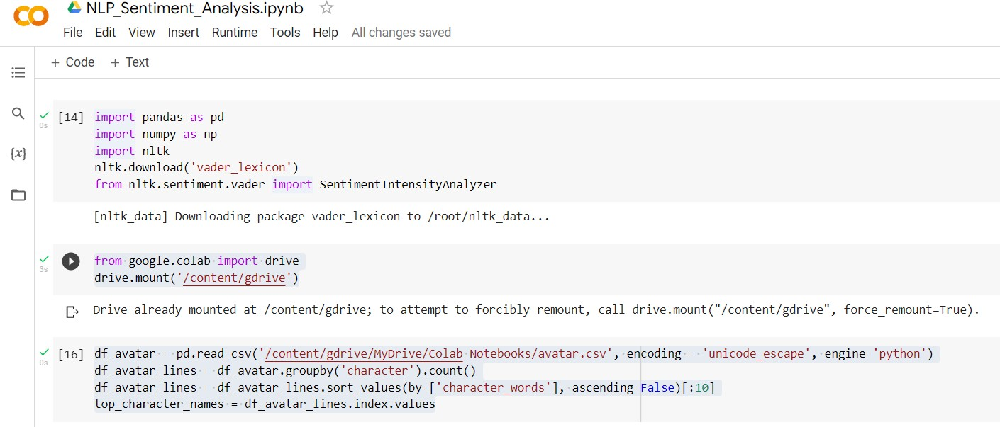 NLP_Sentiment_Analysis.ipynb
File Edit View Insert Runtime Tools Help All changes saved
+ Code + Text
[14] import pandas as pd
0s
import numpy as np
{x}
import nltk
nltk.download('vader_lexicon')
from nltk.sentiment.vader import SentimentIntensityAnalyzer
[nltk_data] Downloading package vader_lexicon to /root/nltk_data...
from google.colab import drive
3s
drive.mount('/content/gdrive')
Drive already mounted at /content/gdrive; to attempt to forcibly remount, call drive.mount("/content/gdrive", force_remount=True).
[16] df_avatar = pd.read_csv('/content/gdrive/MyDrive/Colab Notebooks/avatar.csv', encoding = 'unicode_escape', engine='python')
0s
df_avatar_lines = df_avatar.groupby('character').count()
df_avatar_lines = df_avatar_lines.sort_values(by=['character_words'], ascending=False)[:10]
top_character_names = df_avatar_lines.index.values